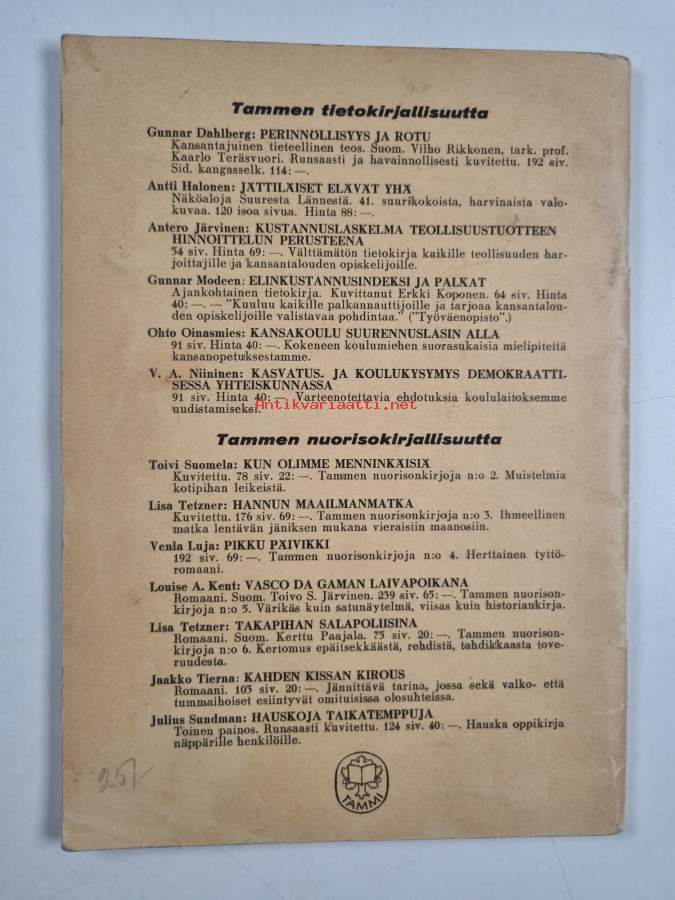 Tammen tietokirjallisuutta
Gunnar Dahlberg: PERINNÖLLISYYS JA ROTU
Kansantajuinen tieteellinen teos. Suom. Vilho Rikkonen, tark. prof.
Kaarlo Teräsvuori. Runsaasti ja havainnollisesti kuvitettu. 192 siv.
Sid. kangasselk. 114: —.
Antti Halonen: JÄTTILÄISET ELÄVÄT YHÄ
Näköaloja Suuresta Lännestä. 41. suurikokoista, harvinaista valo-
kuvaa. 120 isoa sivua. Hinta 88: —.
Antero Järvinen: KUSTANNUSLASKELMA TEOLLISUUSTUOTTEEN
HINNOITTELUN PERUSTEENA
54 siv. Hinta 69: —. Välttämätön tietokirja kaikille teollisuuden har-
joittajille ja kansantalouden opiskelijoille.
Gunnar Modeen: ELINKUSTANNUSINDEKSI JA PALKAT
Ajankohtainen tietokirja. Kuvittanut Erkki Koponen. 64 siv. Hinta
40: —. — "Kuuluu kaikille palkannauttijoille ja tarjoaa kansantalou-
den opiskelijoille valistavaa pohdintaa." ("Työväenopisto".)
Ohto Oinasmies: KANSAKOULU SUURENNUSLASIN ALLA
91 siv. Hinta 40: —. Kokeneen koulumiehen suorasukaisia mielipiteitä
kansanopetuksestamme.
V. A. Niininen: KASVATUS- JA KOULUKYSYMYS DEMOKRAATTI-
SESSA YHTEISKUNNASSA
91 siv. Hinta 40: —. Varteenotettavia ehdotuksia koululaitoksemme
uudistamiseksi.
Antikvariaatti.net
Tammen nuorisokirjallisuutta
Toivi Suomela: KUN OLIMME MENNINKÄISIÄ
Kuvitettu. 78 siv. 22: —. Tammen nuorisonkirjoja n:o 2. Muistelmia
kotipihan leikeistä.
Lisa Tetzner: HANNUN MAAILMANMATKA
Kuvitettu. 176 siv. 69: —. Tammen nuorisonkirjoja n:o 3. Ihmeellinen
matka lentävän jäniksen mukana vieraisiin maanosiin.
Venla Luja: PIKKU PÄIVIKKI
192 siv. 69: —. Tammen nuorisonkirjoja n:o 4. Herttainen tyttö-
romaani.
Louise A. Kent: VASCO DA GAMAN LAIVAPOIKANA
Romaani. Suom. Toivo S. Järvinen. 239 siv. 65: —. Tammen nuorison-
kirjoja n:o 5. Värikäs kuin satunäytelmä, viisas kuin historiankirja.
Lisa Tetzner: TAKAPIHAN SALAPOLIISINA
Romaani. Suom. Kerttu Paajala. 75 siv. 20: —. Tammen nuorison-
kirjoja n:o 6. Kertomus epäitsekkäästä, rehdistä, tahdikkaasta tove-
ruudesta.
Jaakko Tierna: KAHDEN KISSAN KIROUS
Romaani. 103 siv. 20: —. Jännittävä tarina, jossa sekä valko- että
tummaihoiset esiintyvät omituisissa olosuhteissa.
Julius Sundman: HAUSKOJA TAIKATEMPPUJA
Toinen painos. Runsaasti kuvitettu. 124 siv. 40: —. Hauska oppikirja
näppärille henkilöille.
25/-
TAMMI